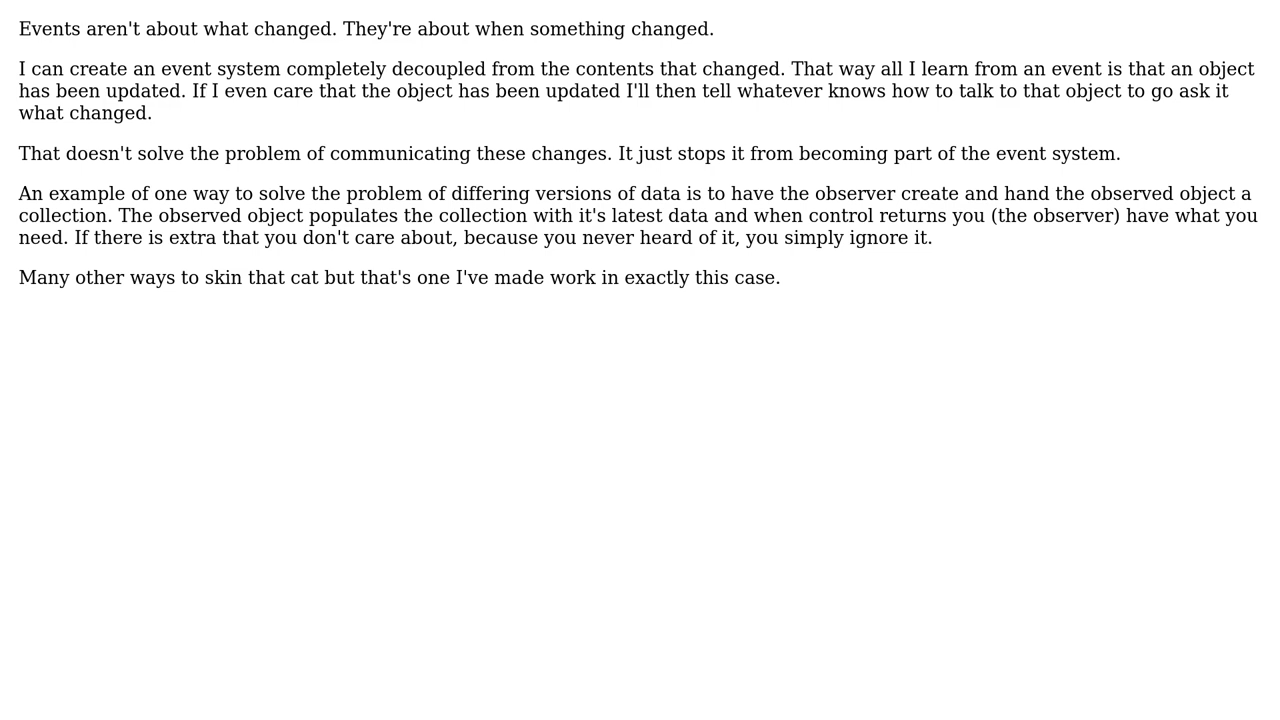 Events aren't about what changed. They're about when something changed.
I can create an event system completely decoupled from the contents that changed. That way all I learn from an event is that an object
has been updated. If I even care that the object has been updated I'll then tell whatever knows how to talk to that object to go ask it
what changed.
That doesn't solve the problem of communicating these changes. It just stops it from becoming part of the event system.
An example of one way to solve the problem of differing versions of data is to have the observer create and hand the observed object a
collection. The observed object populates the collection with it's latest data and when control returns you (the observer) have what you
need. If there is extra that you don't care about, because you never heard of it, you simply ignore it.
Many other ways to skin that cat but that's one I've made work in exactly this case.